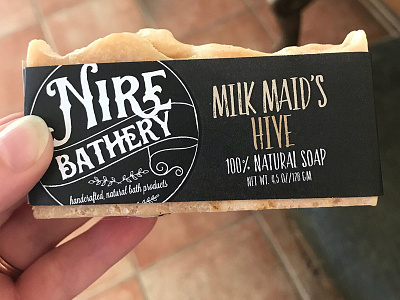 NIRE
BATHERY
handcrafted, natural bath products
MILK MAID'S
HIVE
100% NATURAL SOAP
NET WT. 4.5 OZ/128 GM